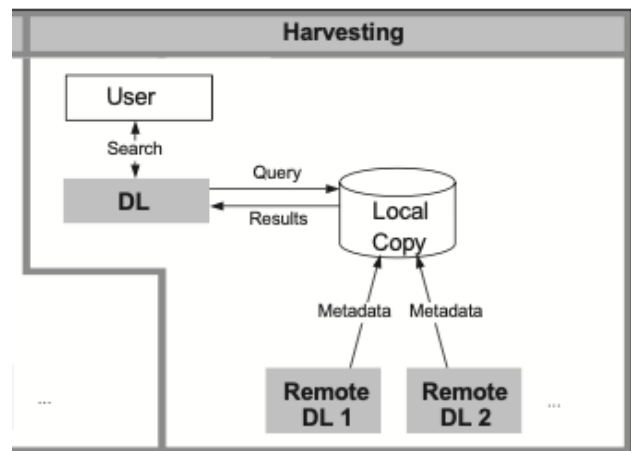 Harvesting
User
Search
Query
DL
Results
Local
Copy
Metadata
Metadata
Remote
DL 1
Remote
DL 2
...
...